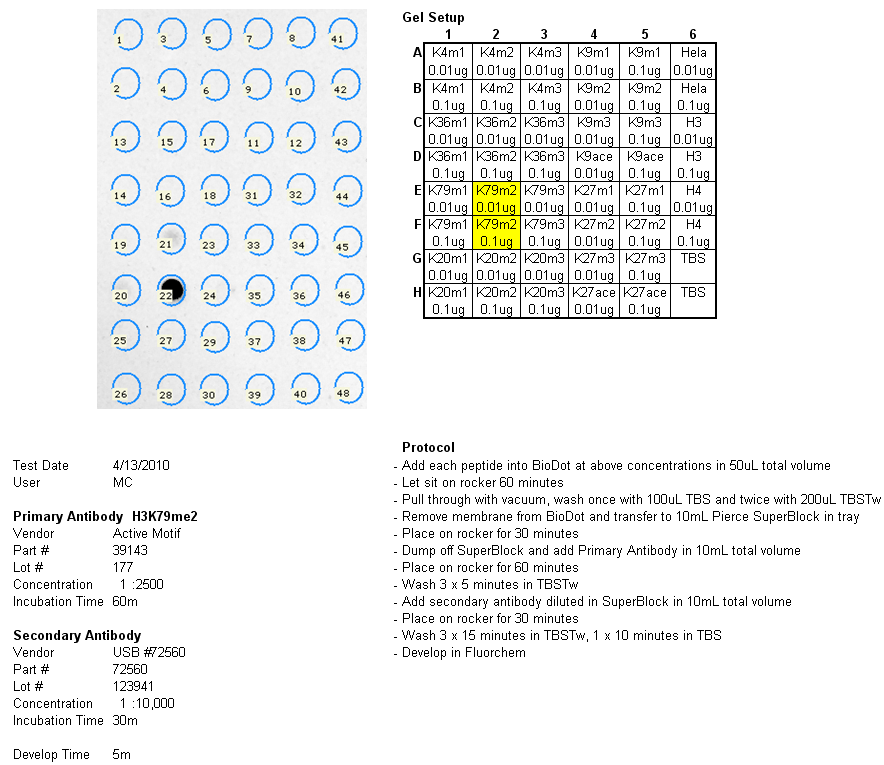 1 3 5 7 8 41
2 4 6 9 10 42
13 15 17 11 12 43
14 16 18 31 32 44
19 21 23 33 34 45
20 22 24 35 36 46
25 27 29 37 38 47
26 28 30 39 40 48
Gel Setup
1 2 3 4 5 6
A K4m1 K4m2 K4m3 K9m1 K9m1 Hela
0.01ug 0.01ug 0.01ug 0.01ug 0.1ug 0.01ug
B K4m1 K4m2 K4m3 K9m2 K9m2 Hela
0.1ug 0.1ug 0.1ug 0.01ug 0.1ug 0.1ug
C K36m1 K36m2 K36m3 K9m3 K9m3 H3
0.01ug 0.01ug 0.01ug 0.01ug 0.1ug 0.01ug
D K36m1 K36m2 K36m3 K9ace K9ace H3
0.1ug 0.1ug 0.1ug 0.01ug 0.1ug 0.1ug
E K79m1 K79m2 K79m3 K27m1 K27m1 H4
0.01ug 0.01ug 0.01ug 0.01ug 0.1ug 0.01ug
F K79m1 K79m2 K79m3 K27m2 K27m2 H4
0.1ug 0.1ug 0.1ug 0.01ug 0.1ug 0.1ug
G K20m1 K20m2 K20m3 K27m3 K27m3 TBS
0.01ug 0.01ug 0.01ug 0.01ug 0.1ug
H K20m1 K20m2 K20m3 K27ace K27ace TBS
0.1ug 0.1ug 0.1ug 0.01ug 0.1ug
Test Date 4/13/2010
User MC
Primary Antibody H3K79me2
Vendor Active Motif
Part # 39143
Lot # 177
Concentration 1 :2500
Incubation Time 60m
Secondary Antibody
Vendor USB #72560
Part # 72560
Lot # 123941
Concentration 1 :10,000
Incubation Time 30m
Develop Time 5m
Protocol
- Add each peptide into BioDot at above concentrations in 50uL total volume
- Let sit on rocker 60 minutes
- Pull through with vacuum, wash once with 100uL TBS and twice with 200uL TBSTw
- Remove membrane from BioDot and transfer to 10mL Pierce SuperBlock in tray
- Place on rocker for 30 minutes
- Dump off SuperBlock and add Primary Antibody in 10mL total volume
- Place on rocker for 60 minutes
- Wash 3 x 5 minutes in TBSTw
- Add secondary antibody diluted in SuperBlock in 10mL total volume
- Place on rocker for 30 minutes
- Wash 3 x 15 minutes in TBSTw, 1 x 10 minutes in TBS
- Develop in Fluorchem